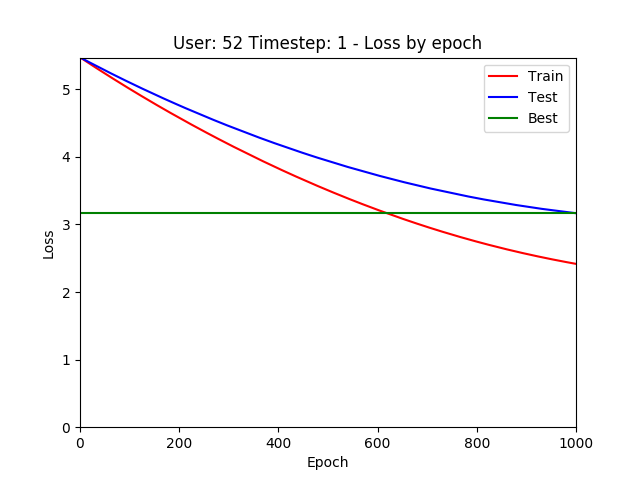 User: 52 Timestep: 1 - Loss by epoch
Train
Test
Best
5
4
3
2
1
0
Loss
0 200 400 600 800 1000
Epoch